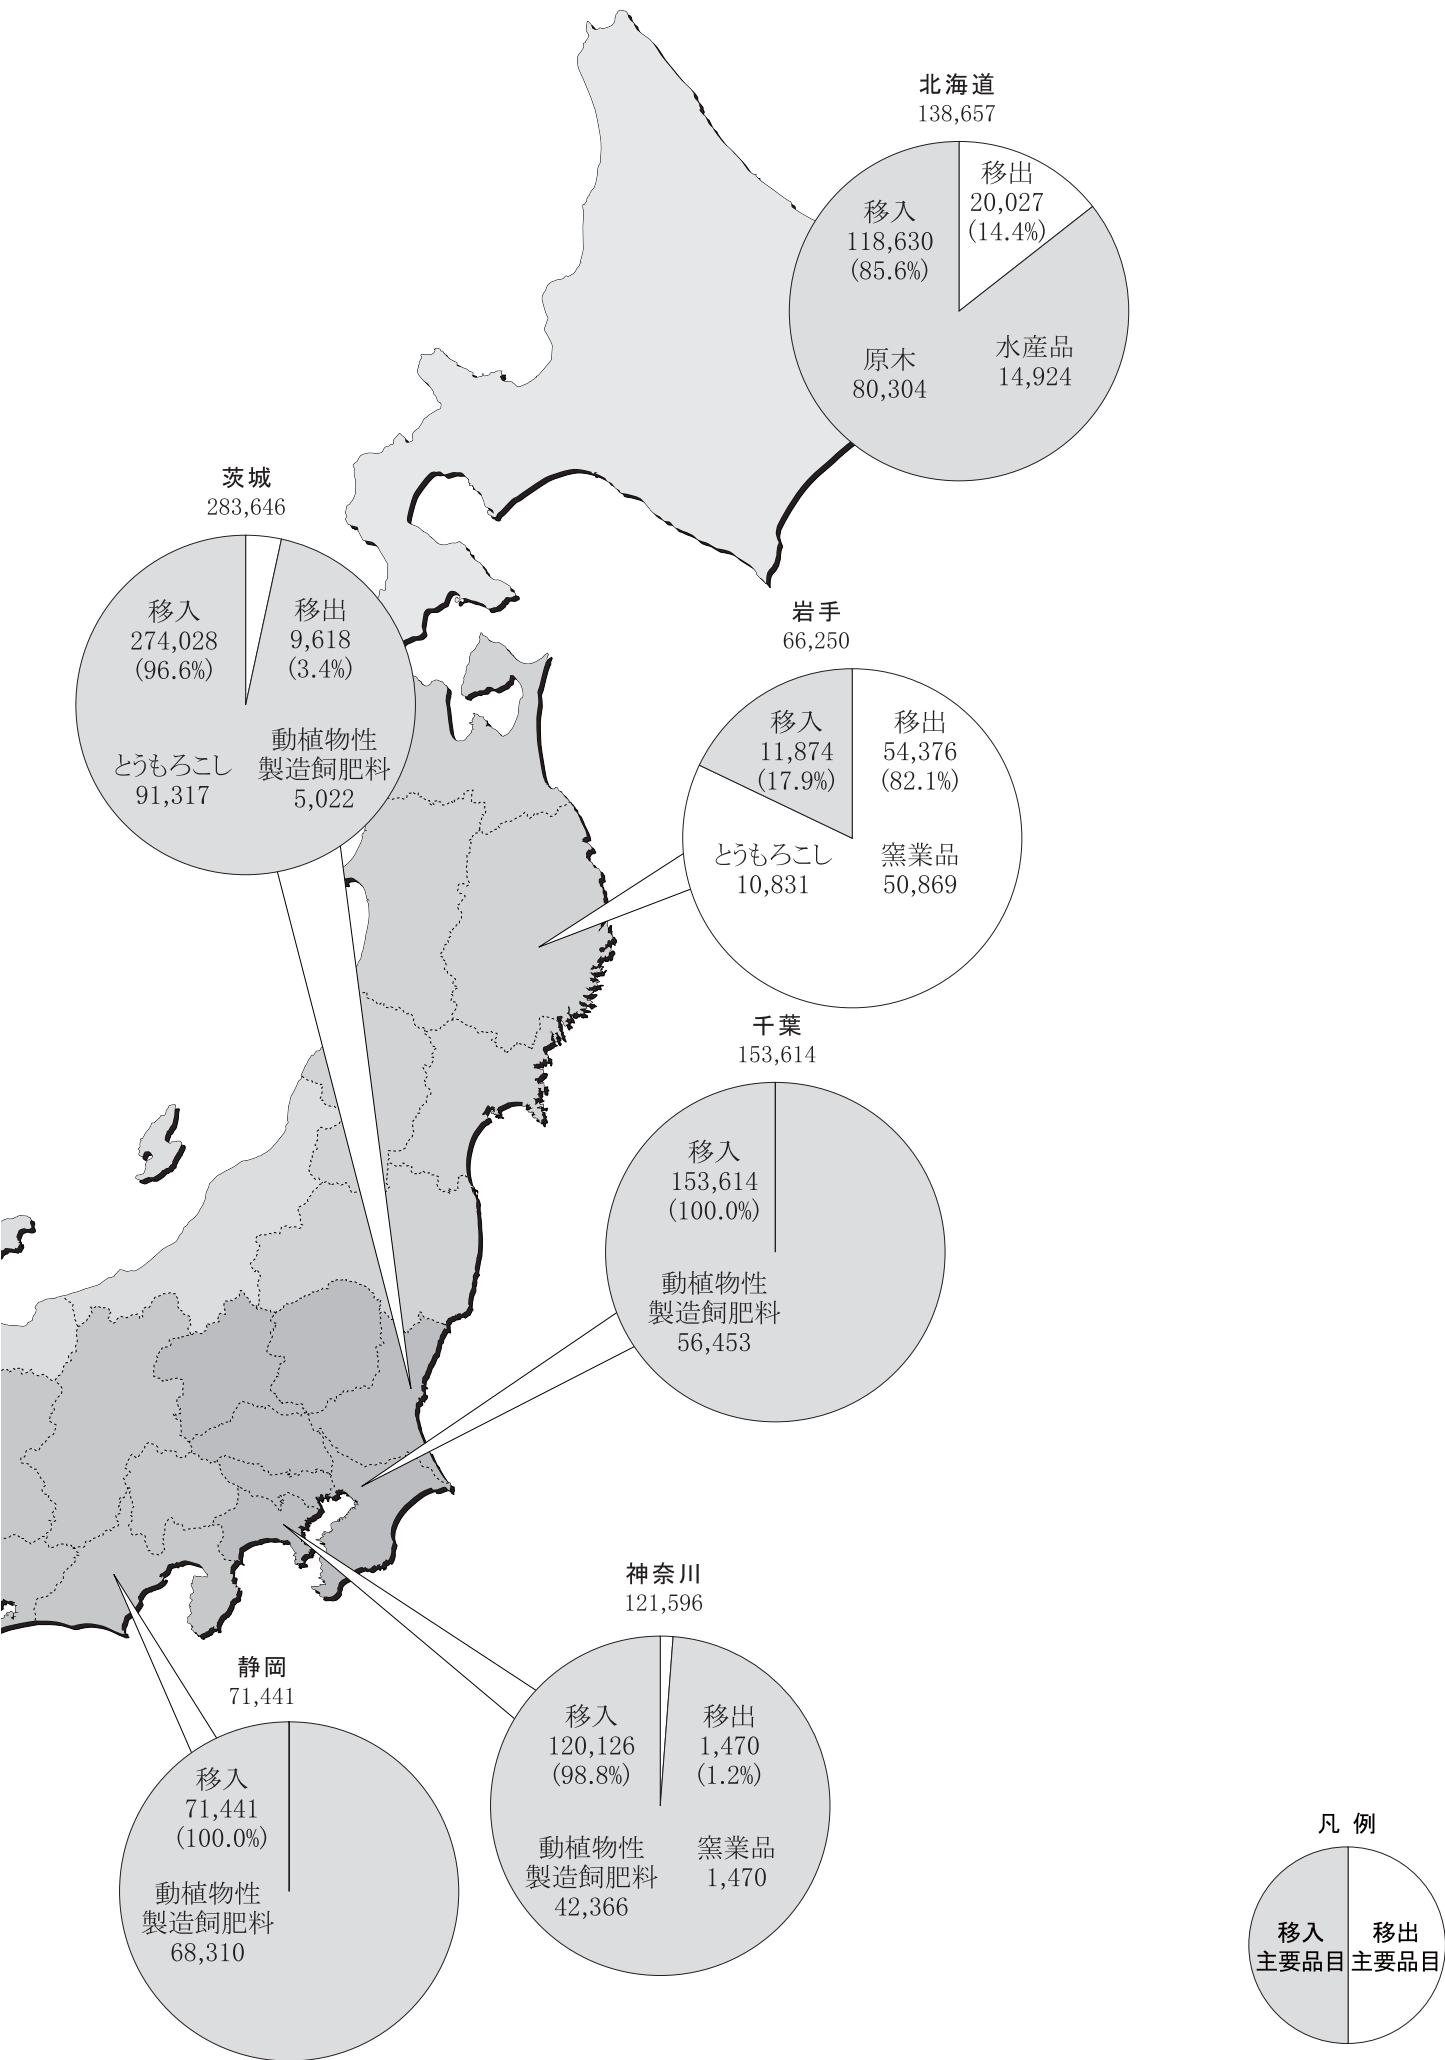 北海道
138,657
移入
118,630
(85.6%)
移出
20,027
(14.4%)
原木
80,304
水産品
14,924
茨城
283,646
移入
274,028
(96.6%)
移出
9,618
(3.4%)
とうもろこし
91,317
動植物性
製造飼肥料
5,022
岩手
66,250
移入
11,874
(17.9%)
移出
54,376
(82.1%)
とうもろこし
10,831
窯業品
50,869
千葉
153,614
移入
153,614
(100.0%)
動植物性
製造飼肥料
56,453
神奈川
121,596
移入
120,126
(98.8%)
移出
1,470
(1.2%)
動植物性
製造飼肥料
42,366
窯業品
1,470
静岡
71,441
移入
71,441
(100.0%)
動植物性
製造飼肥料
68,310
凡例
移入
主要品目
移出
主要品目